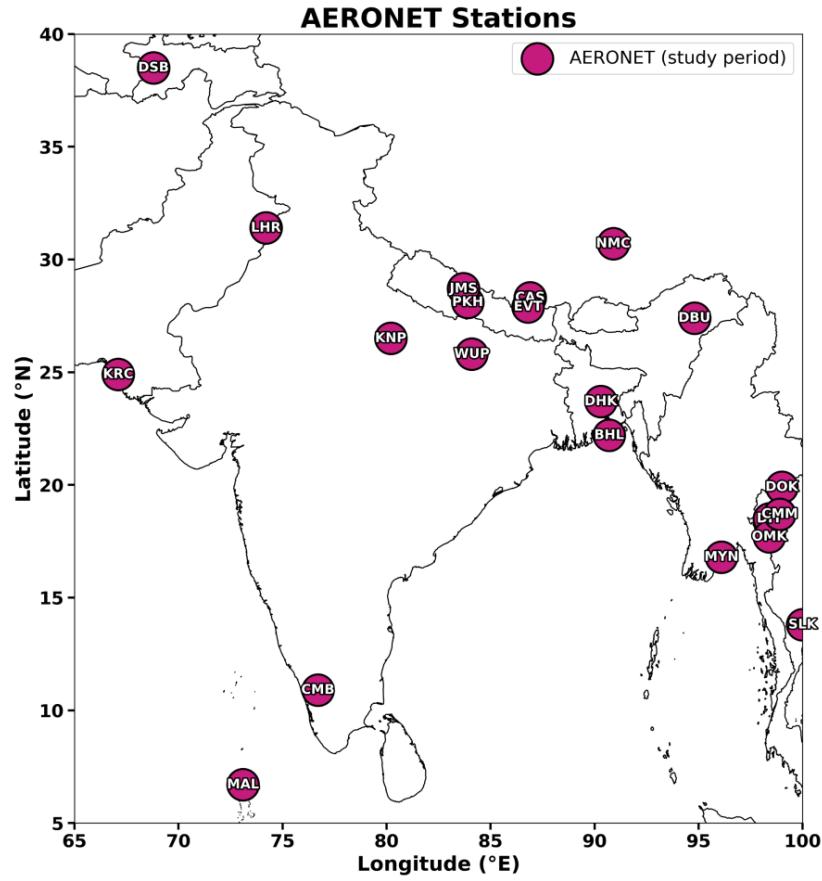 AERONET Stations
AERONET (study period)
40
DSB
35
LHR
NMC
30
JMS
CAS
PKH
EVT
DBU
KNP
WUP
25
KRC
DHK
BHL
20
DOK
CMM
OMK
MYN
15
SLK
CMB
10
MAL
5
65
70
75
80
85
90
95
100
Latitude (°N)
Longitude (°E)